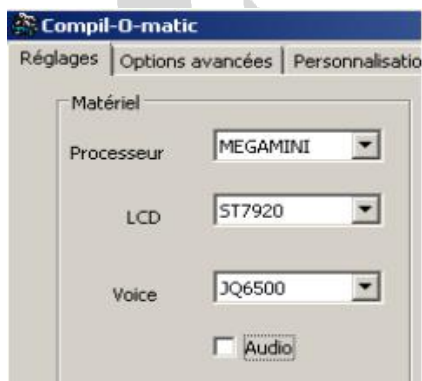 Compil-O-matic
Réglages Options avancées Personnalisatio
Matériel
Processeur MEGAMINI
LCD ST7920
Voice JQ6500
Audio